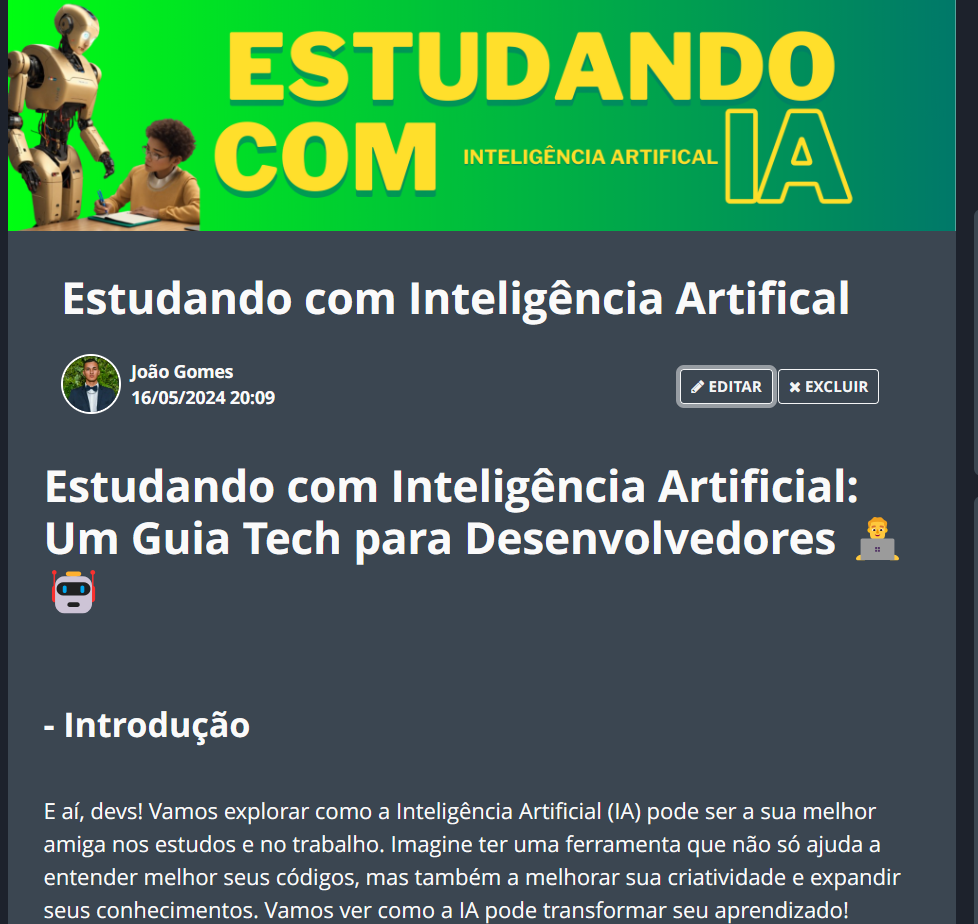 ESTUDANDO
COM INTELIGÊNCIA ARTIFICAL IA
Estudando com Inteligência Artifical
João Gomes
16/05/2024 20:09
EDITAR
EXCLUIR
Estudando com Inteligência Artificial:
Um Guia Tech para Desenvolvedores 👨‍💻
🤖
- Introdução
E aí, devs! Vamos explorar como a Inteligência Artificial (IA) pode ser a sua melhor
amiga nos estudos e no trabalho. Imagine ter uma ferramenta que não só ajuda a
entender melhor seus códigos, mas também a melhorar sua criatividade e expandir
seus conhecimentos. Vamos ver como a IA pode transformar seu aprendizado!